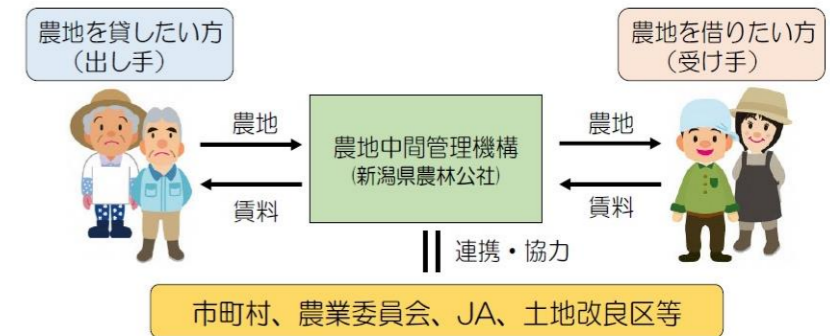 農地を貸したい方
（出し手）
農地を借りたい方
（受け手）
農地
賃料
農地中間管理機構
(新潟県農林公社)
農地
賃料
連携・協力
市町村、農業委員会、JA、土地改良区等